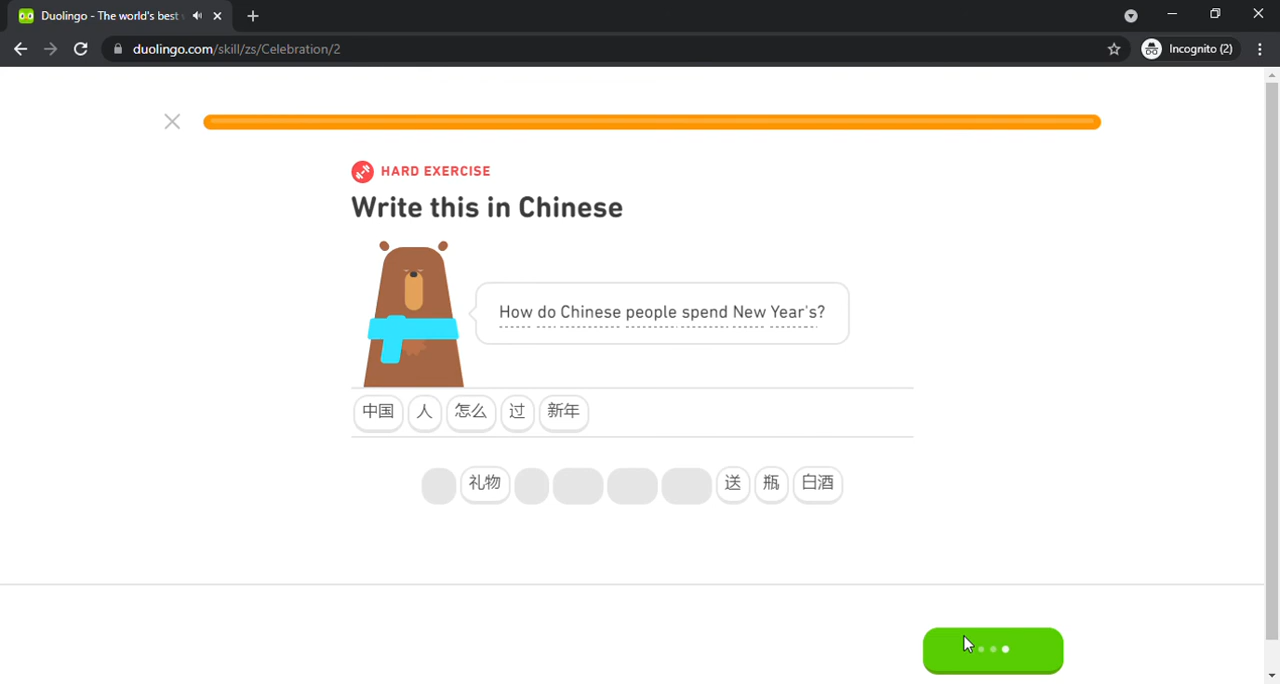 Duolingo - The world's best
duolingo.com/skill/zs/Celebration/2
Incognito (2)
HARD EXERCISE
Write this in Chinese
How do Chinese people spend New Year's?
中国 人 怎么 过 新年
礼物 送 瓶 白酒